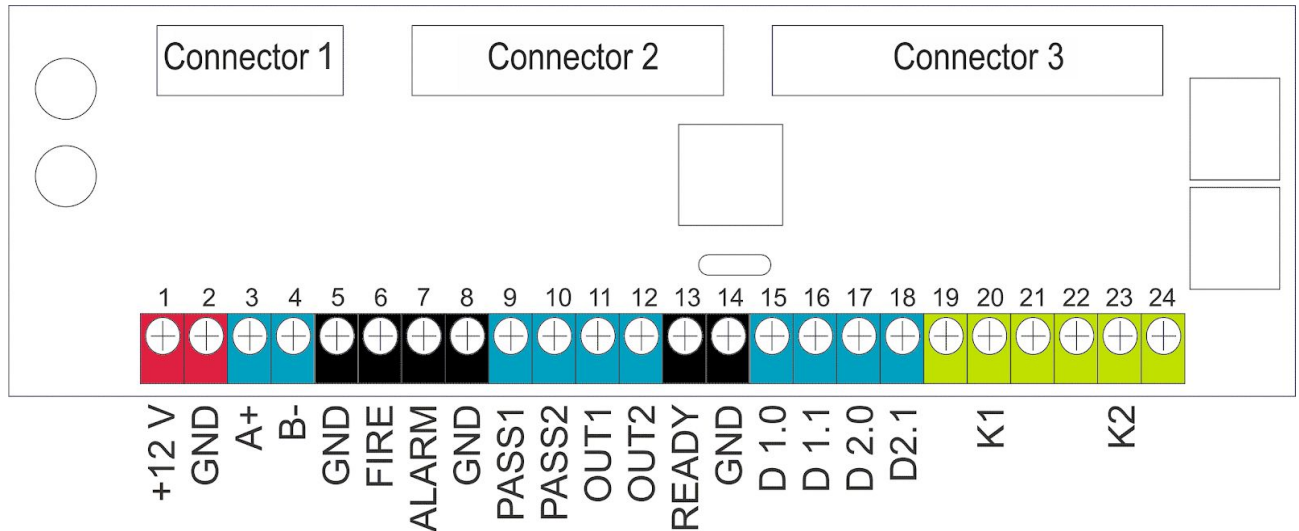 Connector 1 Connector 2 Connector 3
1 2 3 4 5 6 7 8 9 10 11 12 13 14 15 16 17 18 19 20 21 22 23 24
+12 V
GND
A+
B-
GND
FIRE
ALARM
GND
PASS1
PASS2
OUT1
OUT2
READY
GND
D 1.0
D 1.1
D 2.0
D2.1
K1
K2